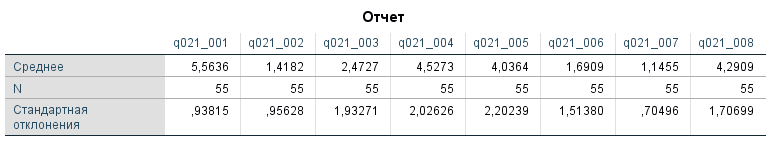 Отчет
q021_001 q021_002 q021_003 q021_004 q021_005 q021_006 q021_007 q021_008
Среднее 5,5636 1,4182 2,4727 4,5273 4,0364 1,6909 1,1455 4,2909
N 55 55 55 55 55 55 55 55
Стандартная ,93815 ,95628 1,93271 2,02626 2,20239 1,51380 ,70496 1,70699
отклонения